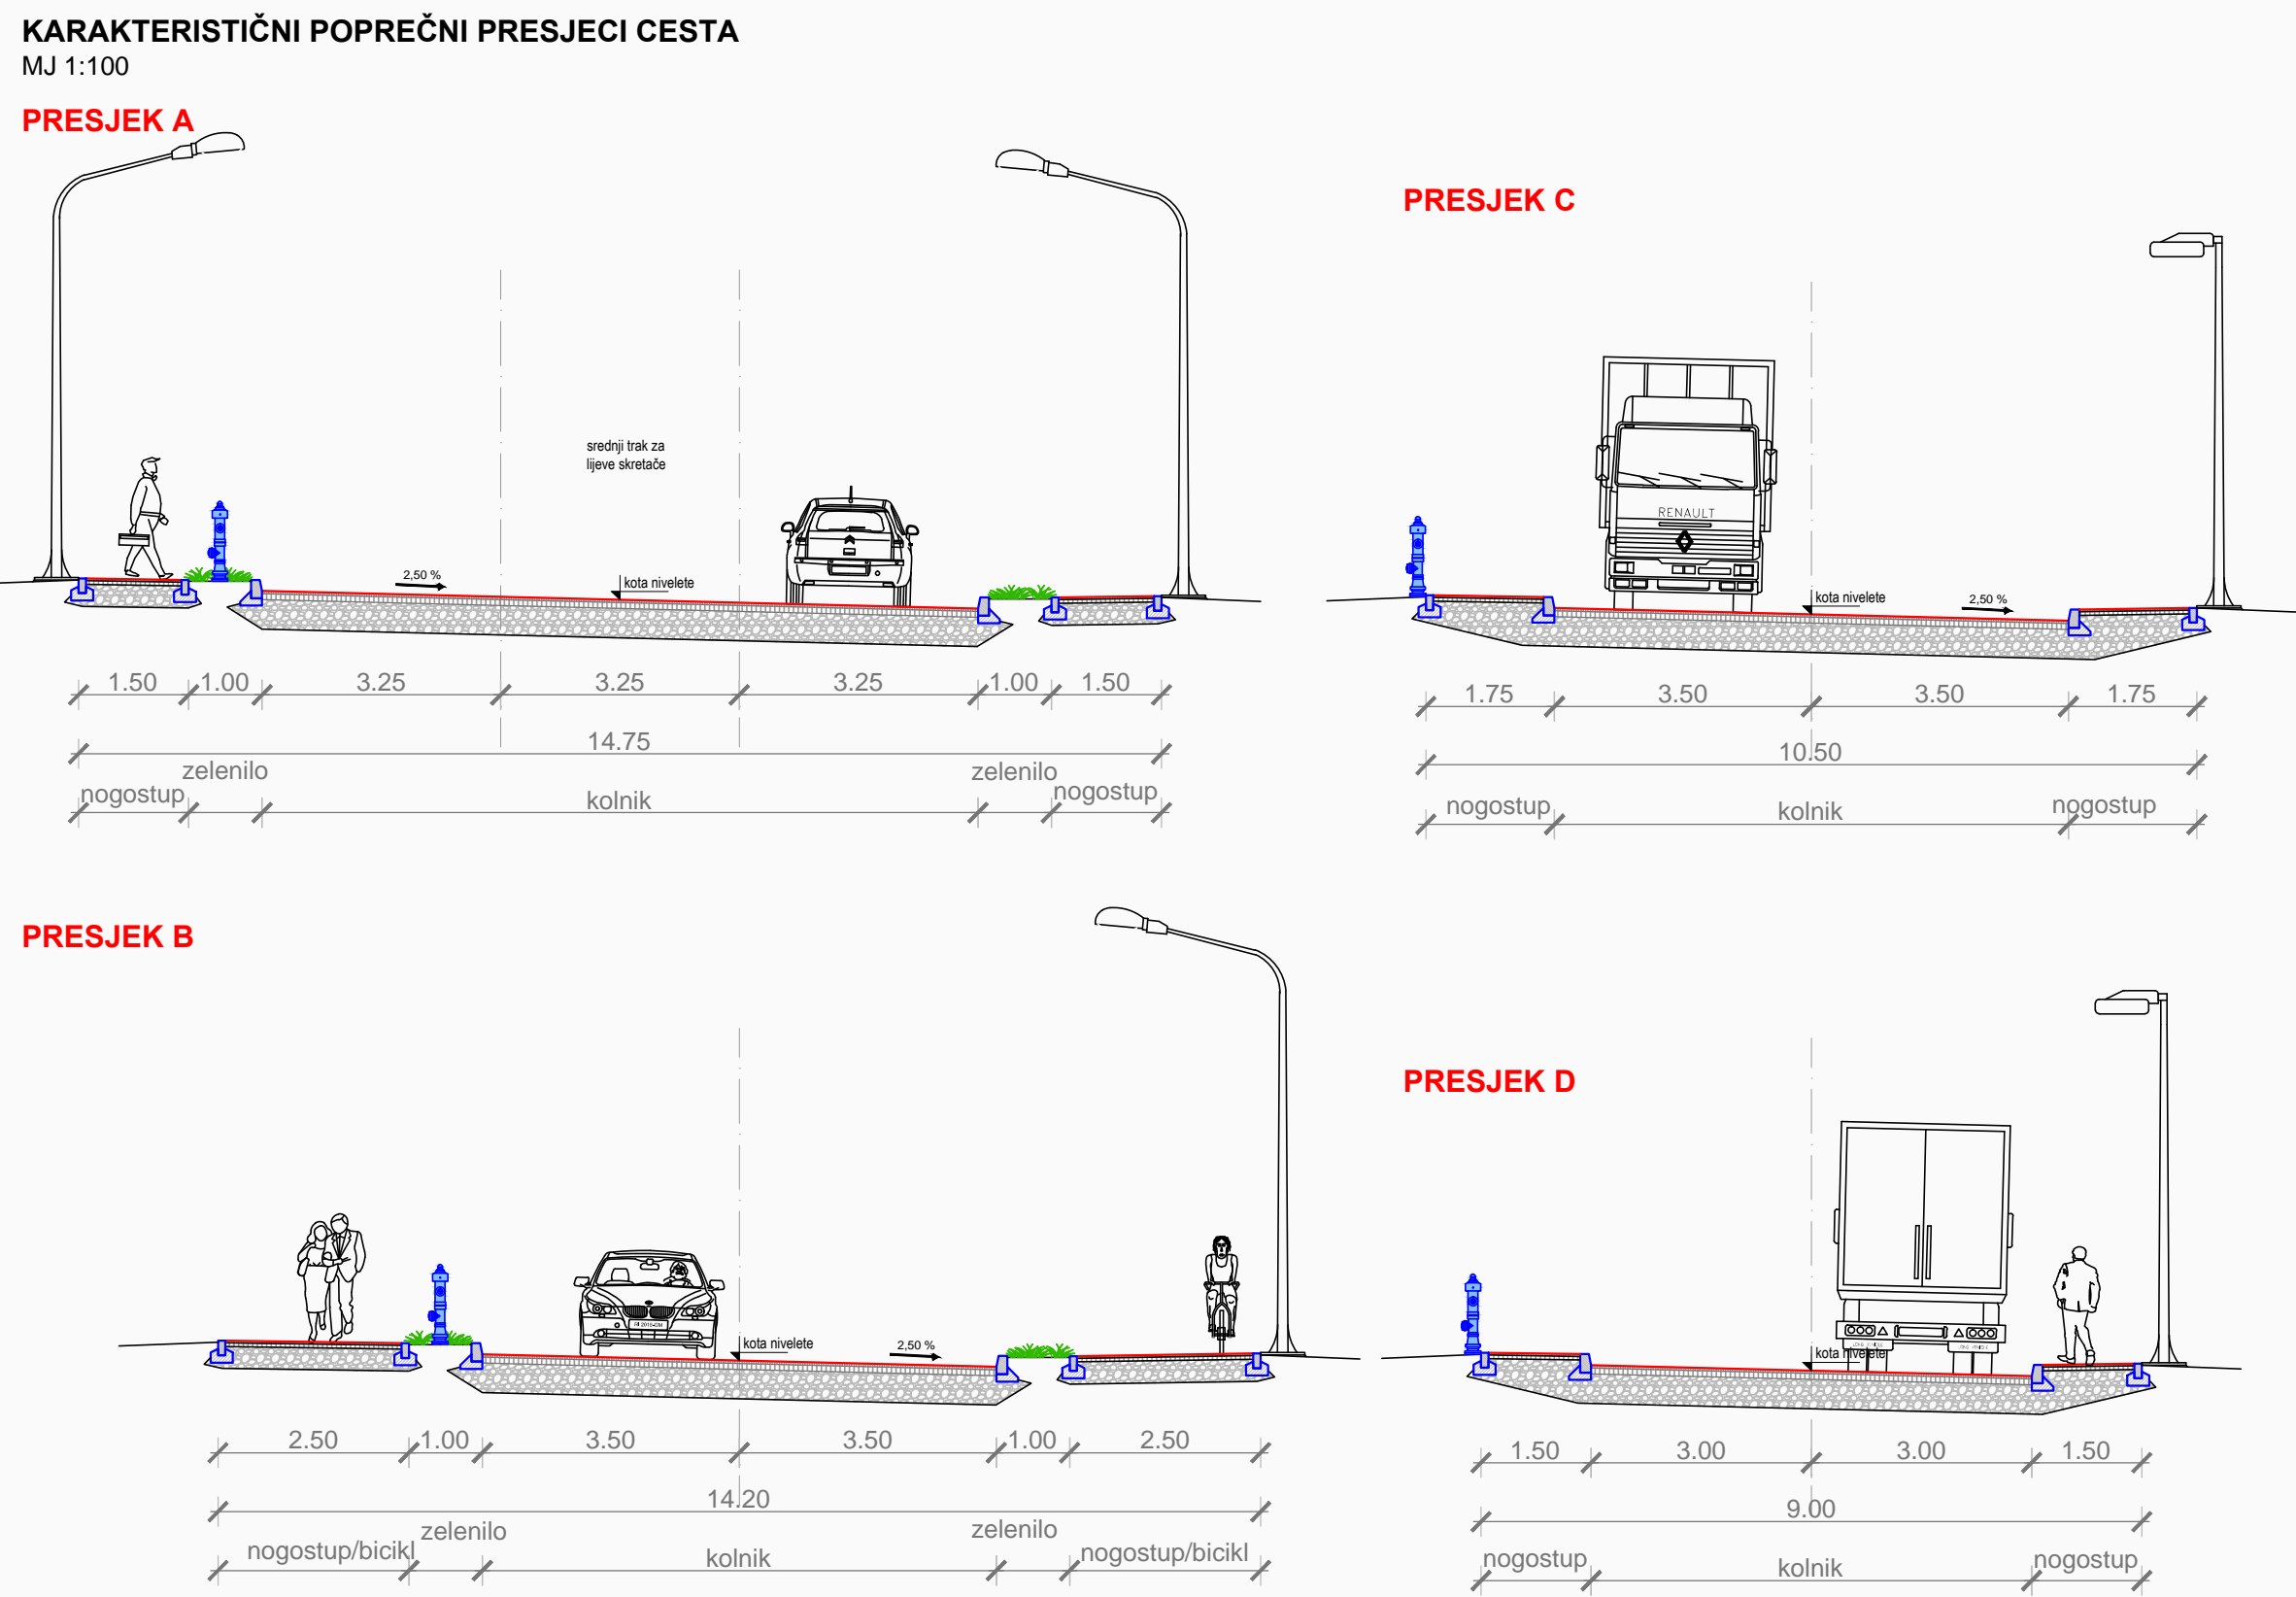 KARAKTERISTIČNI POPREČNI PRESJECI CESTA
MJ 1:100
PRESJEK A
srednji trak za
lijeve skretače
2,50 %
kota nivelete
1.50 1.00 3.25 3.25 3.25 1.00 1.50
14.75
zelenilo zelenilo
nogostup kolnik nogostup
PRESJEK C
RENAULT
kota nivelete
2,50 %
1.75 3.50 3.50 1.75
10.50
nogostup kolnik nogostup
PRESJEK B
kota nivelete
2,50 %
2.50 1.00 3.50 3.50 1.00 2.50
14.20
zelenilo zelenilo
nogostup/bicikl kolnik nogostup/bicikl
PRESJEK D
kota nivelete
1.50 3.00 3.00 1.50
9.00
nogostup kolnik nogostup